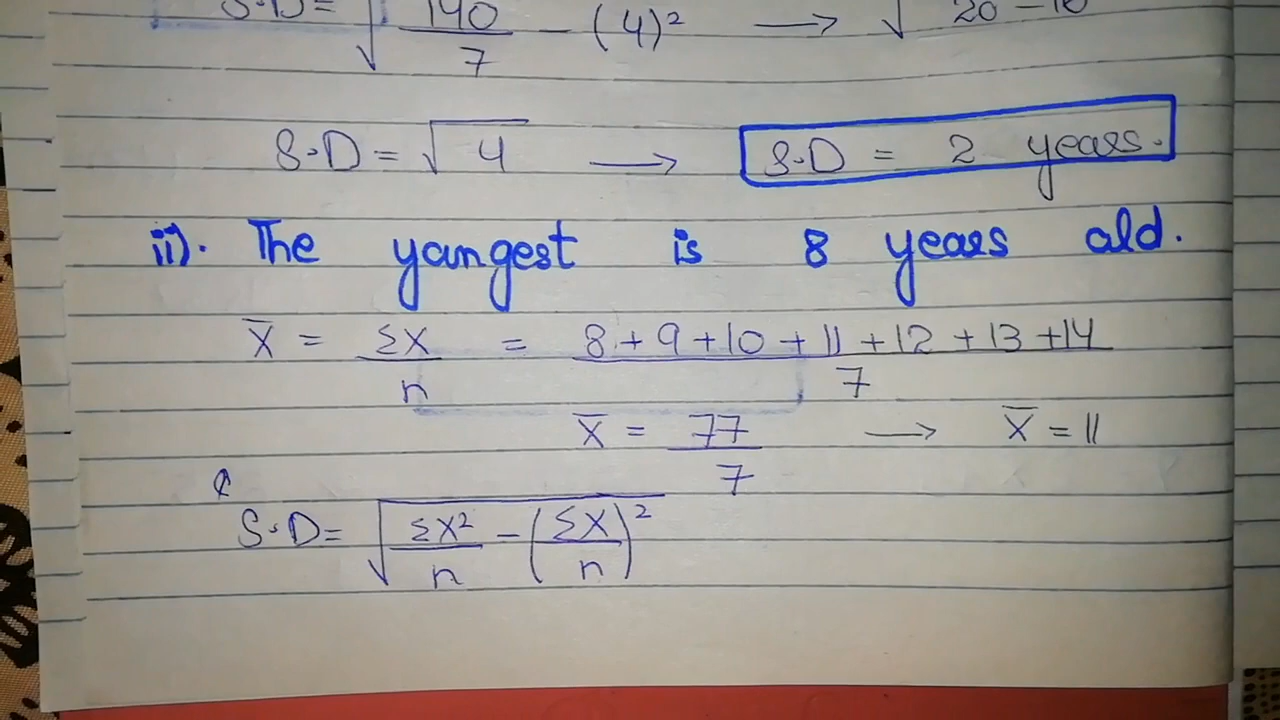 S.D = √ 140/7 - (4)² → √ 20 - 16
S.D = √4 → S.D = 2 years.
ii). The yangest is 8 years ald.
X̄ = ΣX/n = 8+9+10+11+12+13+14/7
X̄ = 77/7 → X̄ = 11
S.D = √ ΣX²/n - (ΣX/n)²